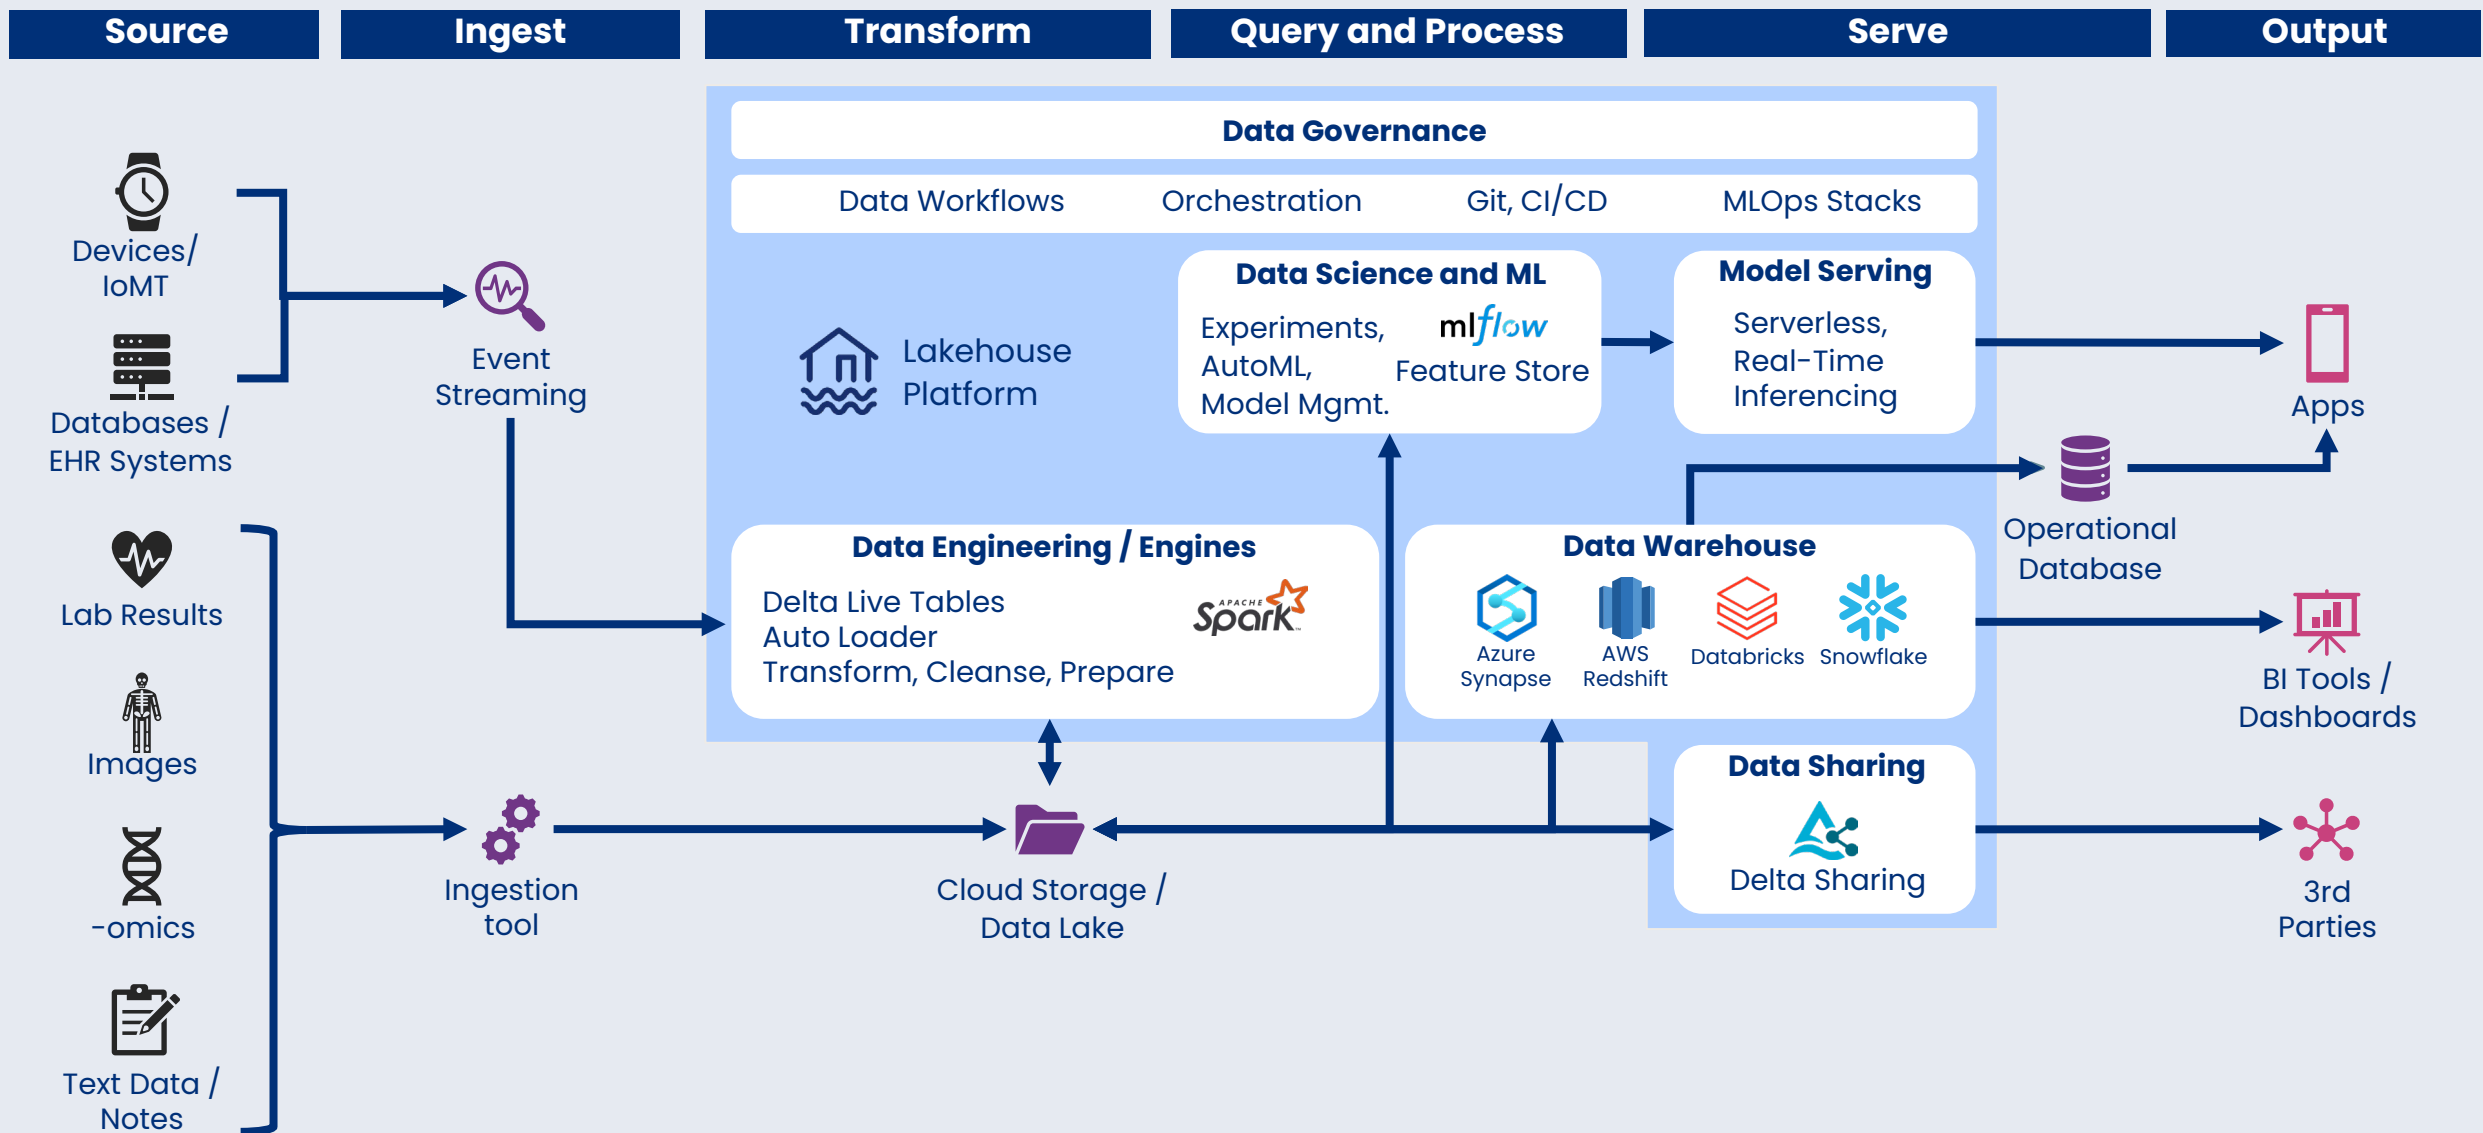 Source
Ingest
Transform
Query and Process
Serve
Output
Devices/
IoMT
Databases /
EHR Systems
Lab Results
Images
-omics
Text Data /
Notes
Event
Streaming
Ingestion
tool
Data Governance
Data Workflows
Orchestration
Git, CI/CD
MLOps Stacks
Lakehouse
Platform
Data Science and ML
Experiments,
AutoML,
Model Mgmt.
mlflow
Feature Store
Model Serving
Serverless,
Real-Time
Inferencing
Data Engineering / Engines
Delta Live Tables
Auto Loader
Transform, Cleanse, Prepare
APACHE
Spark
Data Warehouse
Azure
Synapse
AWS
Redshift
Databricks
Snowflake
Cloud Storage /
Data Lake
Data Sharing
Delta Sharing
Operational
Database
Apps
BI Tools /
Dashboards
3rd
Parties